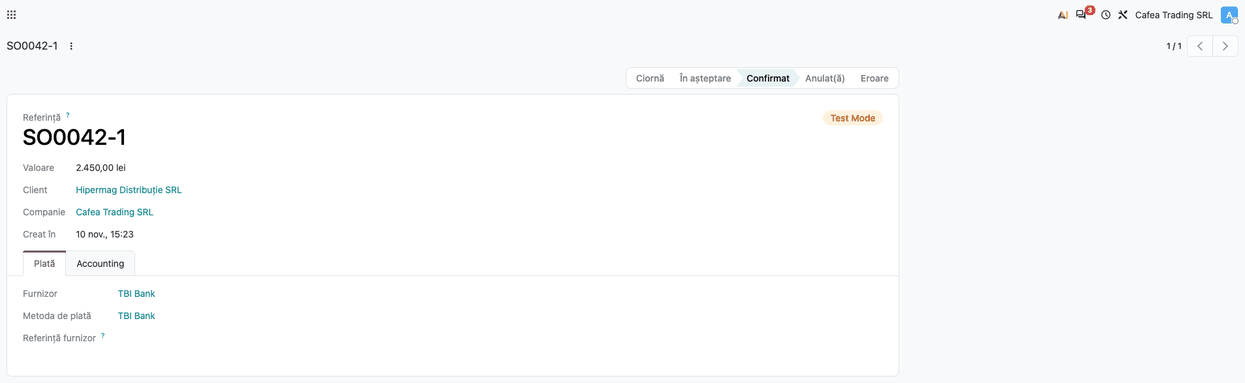 3
Cafea Trading SRL
A
SO0042-1
1 / 1
Ciornă În așteptare Confirmat Anulat(ă) Eroare
Referință ?
Test Mode
SO0042-1
Valoare 2.450,00 lei
Client Hipermag Distribuție SRL
Companie Cafea Trading SRL
Creat în 10 nov., 15:23
Plată Accounting
Furnizor TBI Bank
Metoda de plată TBI Bank
Referință furnizor ?